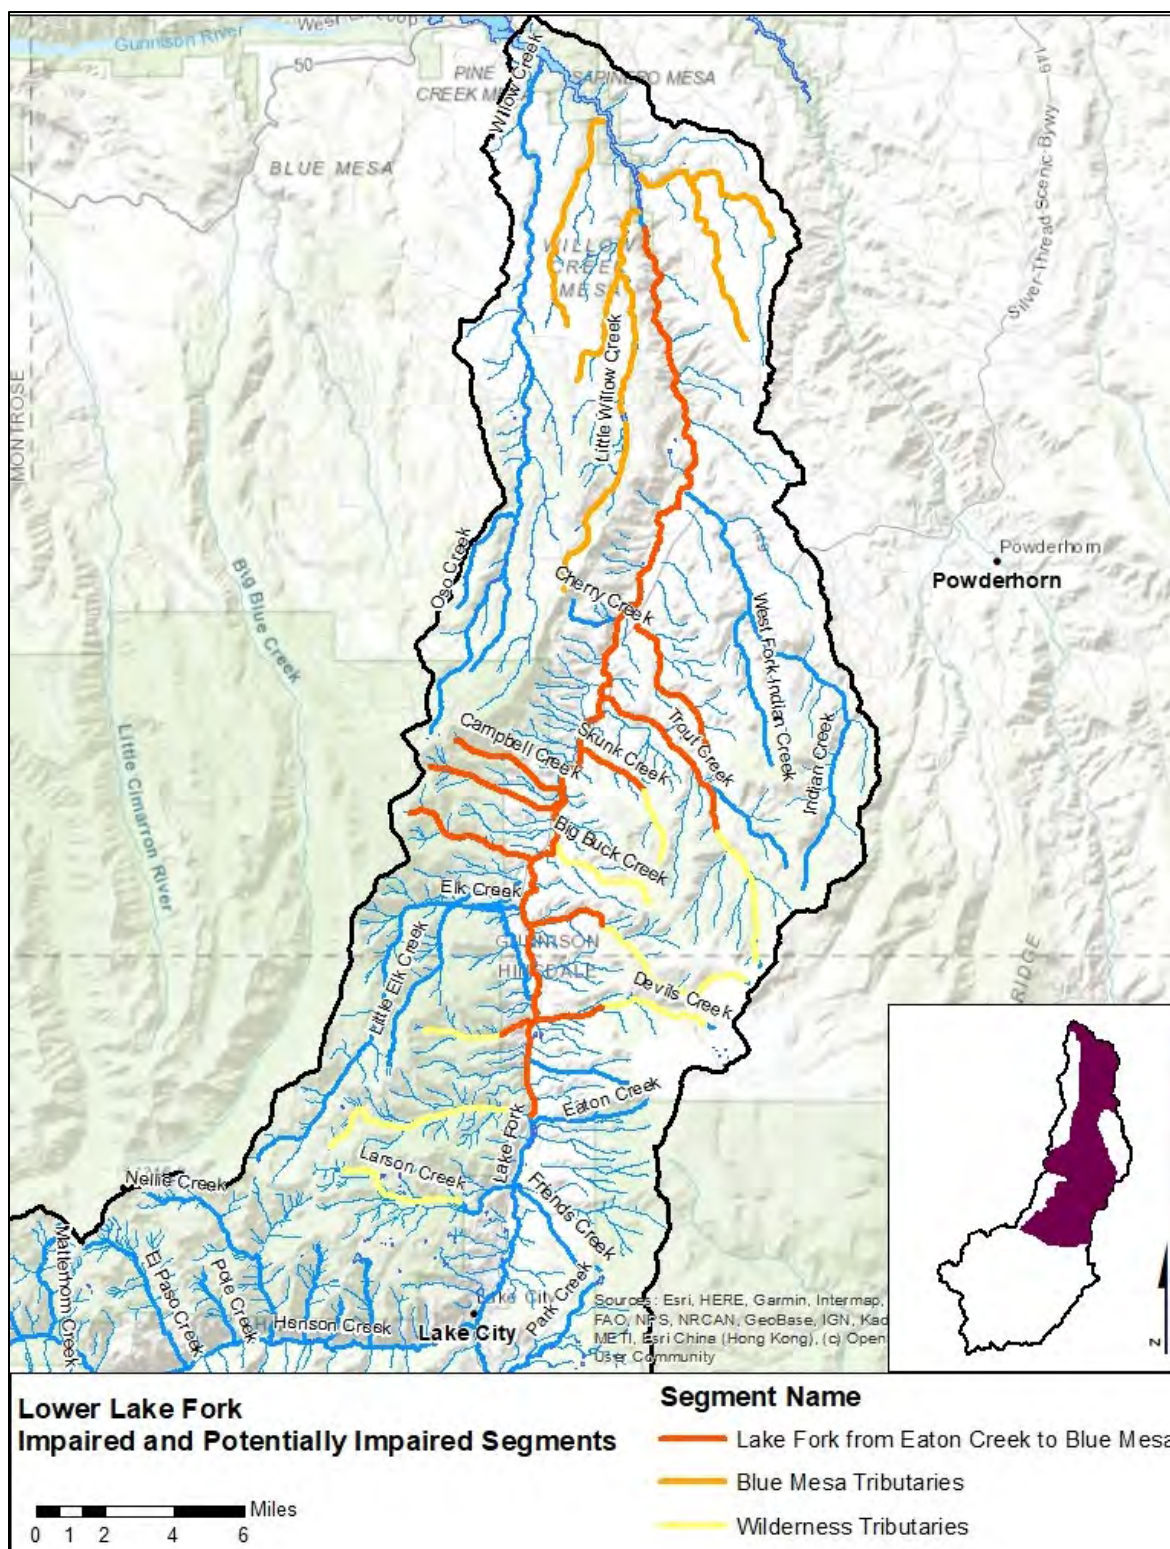 Gunnison River
50
Willow Creek
SAPINERO MESA
PINE
149
BLUE MESA
Silver-Thread Scenic Bywy
MONTROSE
Little Willow Creek
Oso Creek
Big Blue Creek
Cherry Creek
149
Powderhorn
Powderhorn
West Fork Indian Creek
Indian Creek
Little Cimarron River
Campbell Creek
Skunk Creek
Trout Creek
Big Buck Creek
Elk Creek
Little Elk Creek
GUNNISON
HINSDALE
Devils Creek
RIDGE
Eaton Creek
Lake Fork
Larson Creek
Nellie Creek
Friends Creek
Matterhorn Creek
El Paso Creek
Pole Creek
Henson Creek
Park Creek
Lake City
Lake City
Sources: Esri, HERE, Garmin, Intermap,
FAO, NPS, NRCAN, GeoBase, IGN, Kad
METI, Esri China (Hong Kong), (c) Open
User Community
N
Lower Lake Fork
Impaired and Potentially Impaired Segments
0 1 2 4 6 Miles
Segment Name
Lake Fork from Eaton Creek to Blue Mesa
Blue Mesa Tributaries
Wilderness Tributaries